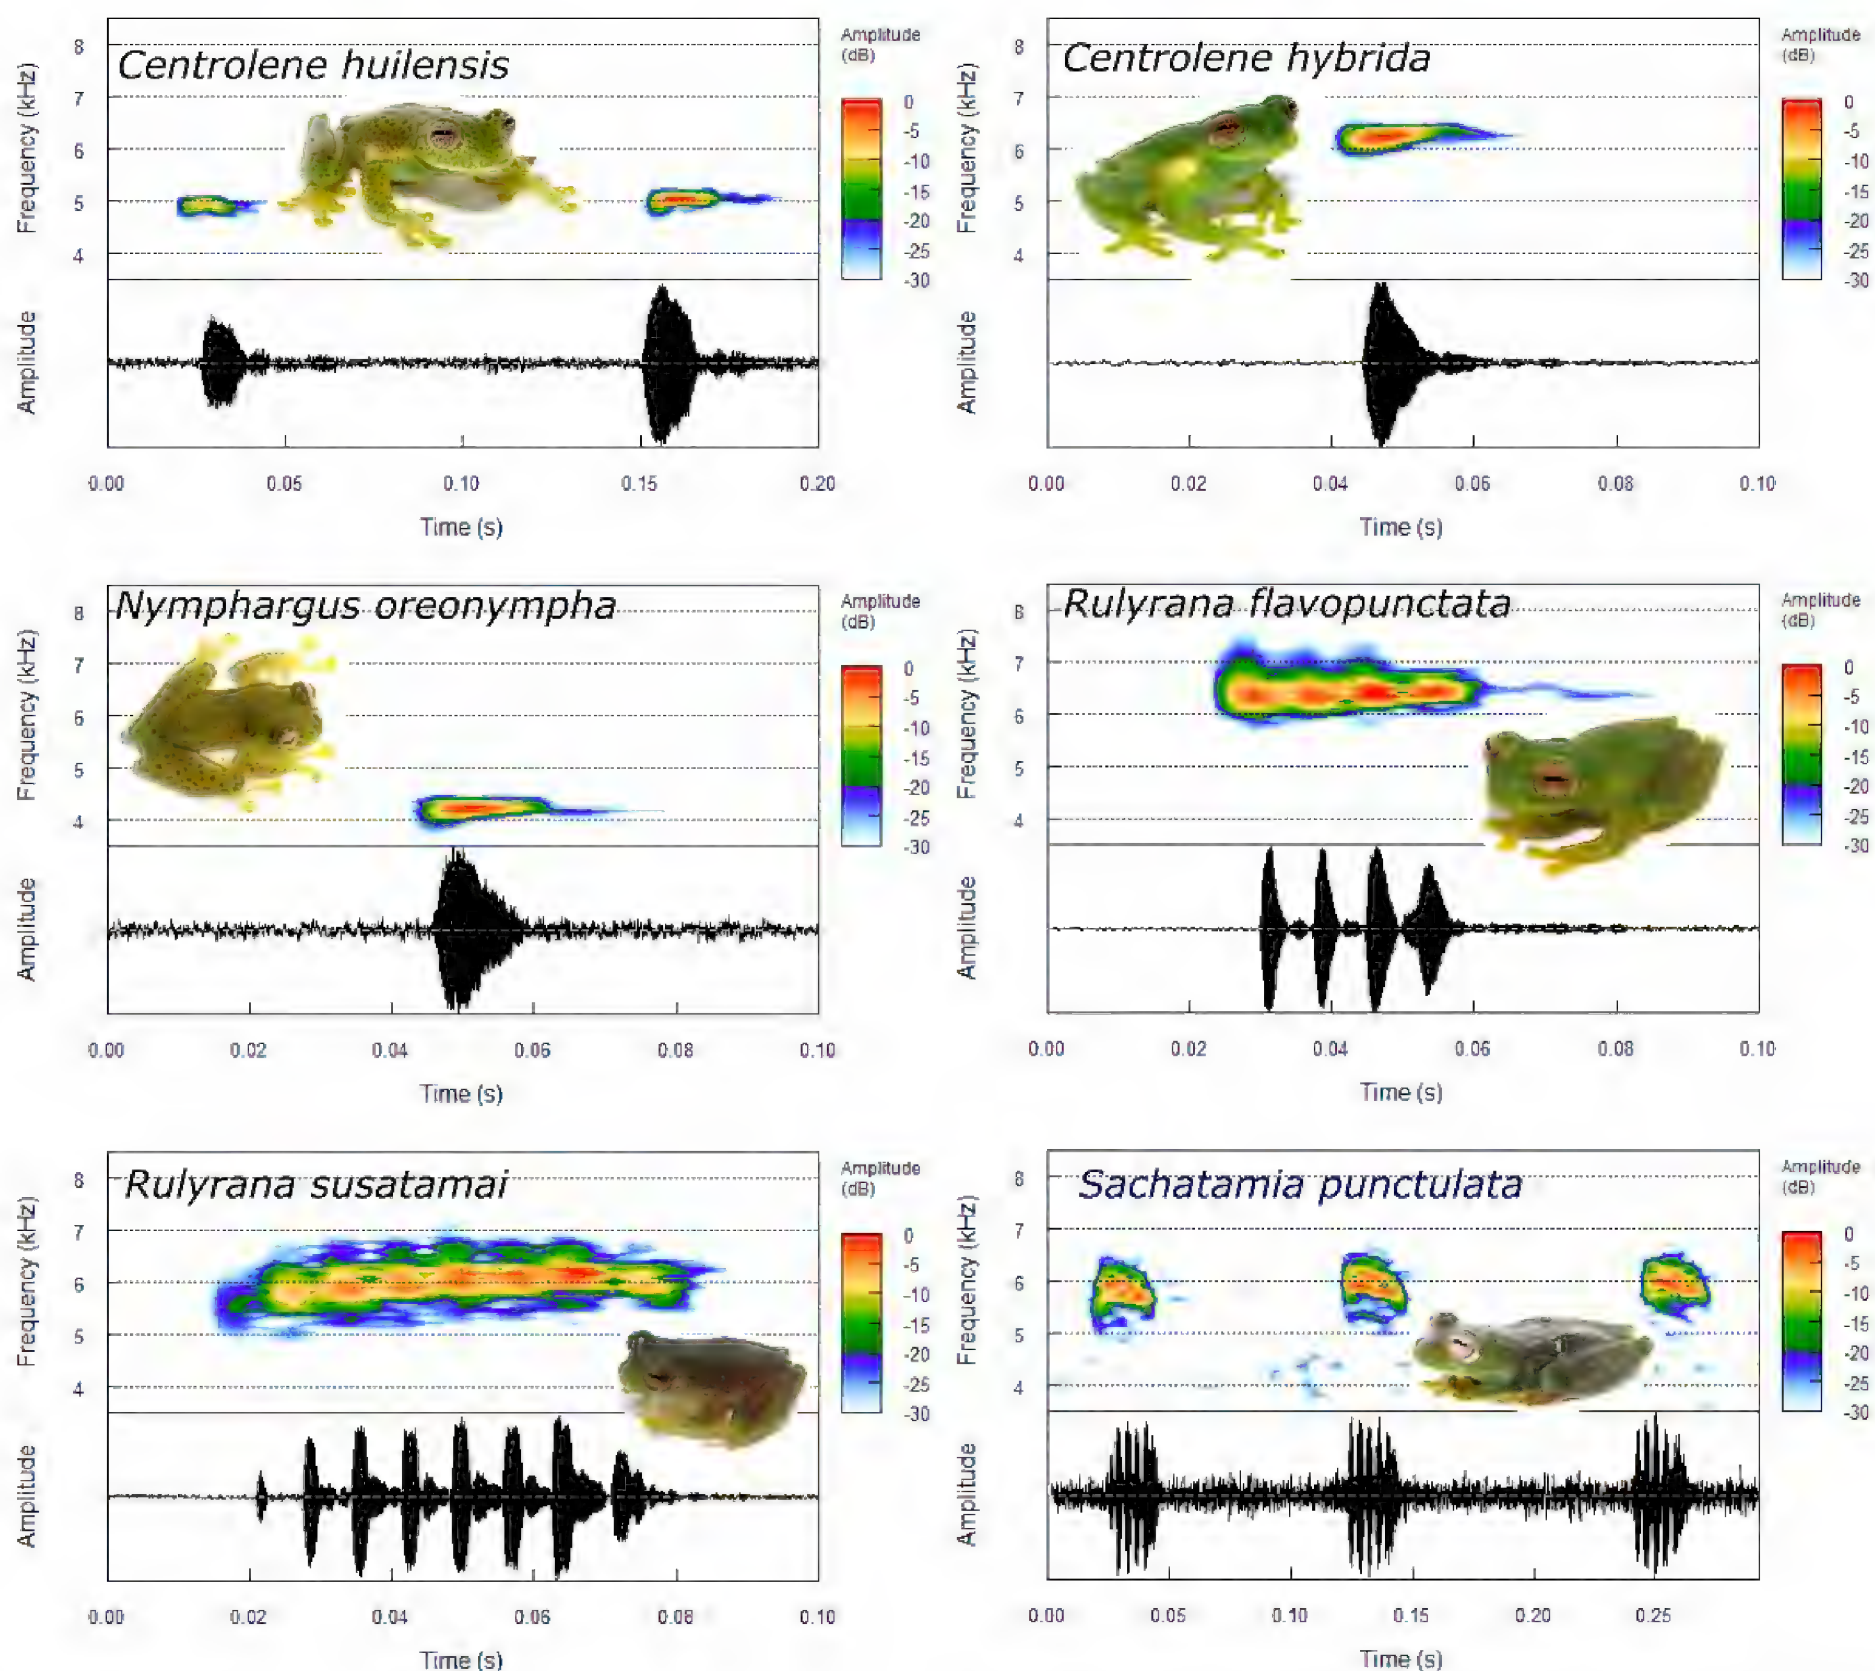 Centrolene huilensis
Amplitude
(dB)
8
7
6
5
4
Frequency (kHz)
0
-5
-10
-15
-20
-25
-30
Amplitude
0.00 0.05 0.10 0.15 0.20
Time (s)
Centrolene hybrida
Amplitude
(dB)
8
7
6
5
4
Frequency (kHz)
0
-5
-10
-15
-20
-25
-30
Amplitude
0.00 0.02 0.04 0.06 0.08 0.10
Time (s)
Nymphargus oreonympha
Amplitude
(dB)
8
7
6
5
4
Frequency (kHz)
0
-5
-10
-15
-20
-25
-30
Amplitude
0.00 0.02 0.04 0.06 0.08 0.10
Time (s)
Rulyrana flavopunctata
Amplitude
(dB)
8
7
6
5
4
Frequency (kHz)
0
-5
-10
-15
-20
-25
-30
Amplitude
0.00 0.02 0.04 0.06 0.08 0.10
Time (s)
Rulyrana susatamai
Amplitude
(dB)
8
7
6
5
4
Frequency (kHz)
0
-5
-10
-15
-20
-25
-30
Amplitude
0.00 0.02 0.04 0.06 0.08 0.10
Time (s)
Sachatamia punctulata
Amplitude
(dB)
8
7
6
5
4
Frequency (kHz)
0
-5
-10
-15
-20
-25
-30
Amplitude
0.00 0.05 0.10 0.15 0.20 0.25
Time (s)